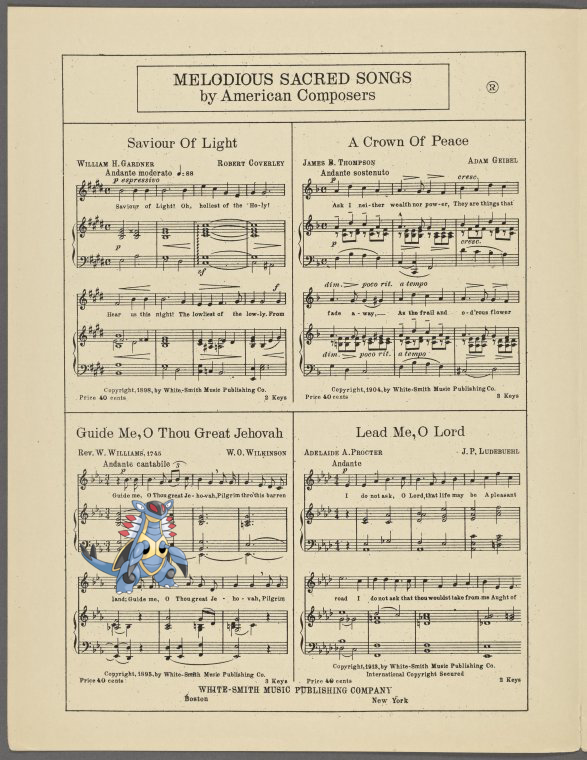 MELODIOUS SACRED SONGS
by American Composers
®
Saviour Of Light
WILLIAM H. GARDNER
ROBERT COVERLEY
Andante moderato ♩=68
p espressivo
Saviour of Light! Oh, holiest of the Ho-ly!
p
sf
f
Hear us this night! The lowliest of the low-ly. From
Copyright, 1898, by White-Smith Music Publishing Co.
Price 40 cents
2 Keys
A Crown Of Peace
JAMES B. THOMPSON
ADAM GEIBEL
Andante sostenuto
p
cresc.
Ask I nei-ther wealth nor pow-er, They are things that
p
cresc.
dim.
poco rit.
a tempo
fade a-way,— As the frail and o-d'rous flower
dim.
poco rit.
a tempo
Copyright, 1904, by White-Smith Music Publishing Co.
Price 40 cents
3 Keys
Guide Me, O Thou Great Jehovah
REV. W. WILLIAMS, 1745
W. O. WILKINSON
Andante cantabile
3
Guide me, O Thou great Je-ho-vah, Pilgrim thro' this barren
land; Guide me, O Thou great Je-ho-vah, Pilgrim
Copyright, 1895, by White-Smith Music Publishing Co.
Price 40 cents
3 Keys
Lead Me, O Lord
ADELAIDE A. PROCTER
J. P. LUDEBUEHL
Andante
I do not ask, O Lord, that life may be A pleasant
road I do not ask that thou wouldst take from me Aught of
Copyright, 1913, by White-Smith Music Publishing Co.
International Copyright Secured
Price 40 cents
2 Keys
WHITE-SMITH MUSIC PUBLISHING COMPANY
Boston
New York